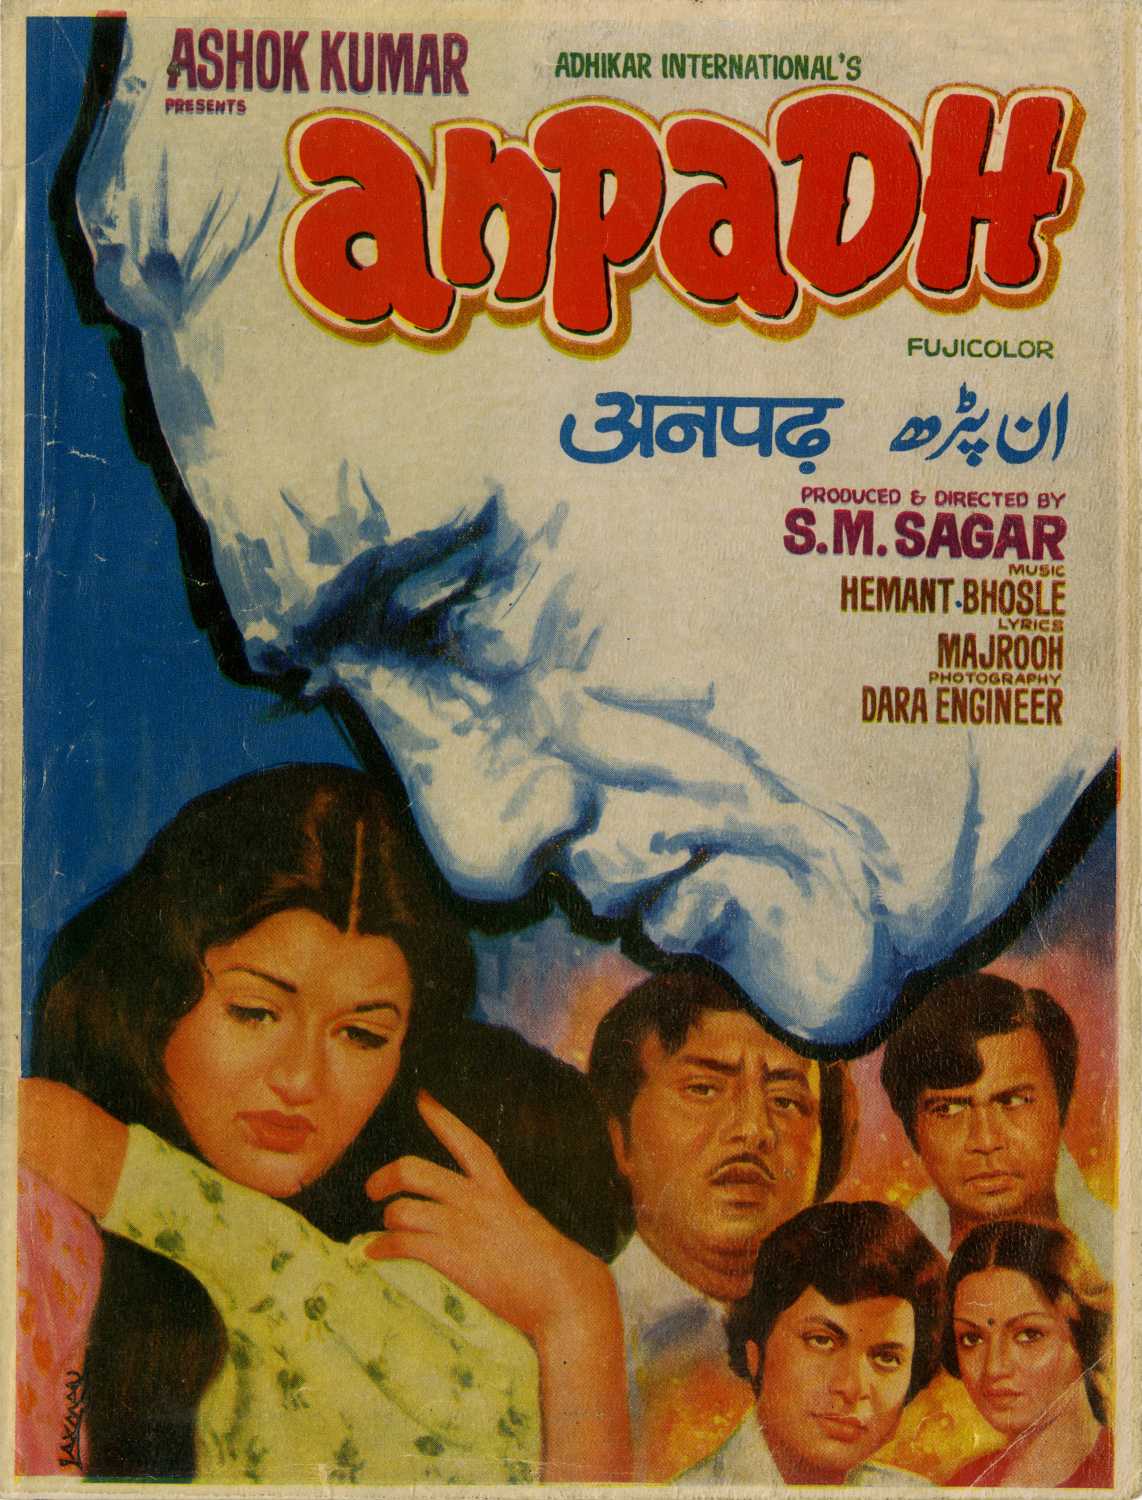 ASHOK KUMAR
PRESENTS
ADHIKAR INTERNATIONAL'S
anpaDH
FUJICOLOR
अनपढ़ ان پڑھ
PRODUCED & DIRECTED BY
S.M. SAGAR
MUSIC
HEMANT BHOSLE
LYRICS
MAJROOH
PHOTOGRAPHY
DARA ENGINEER
LAXMAN